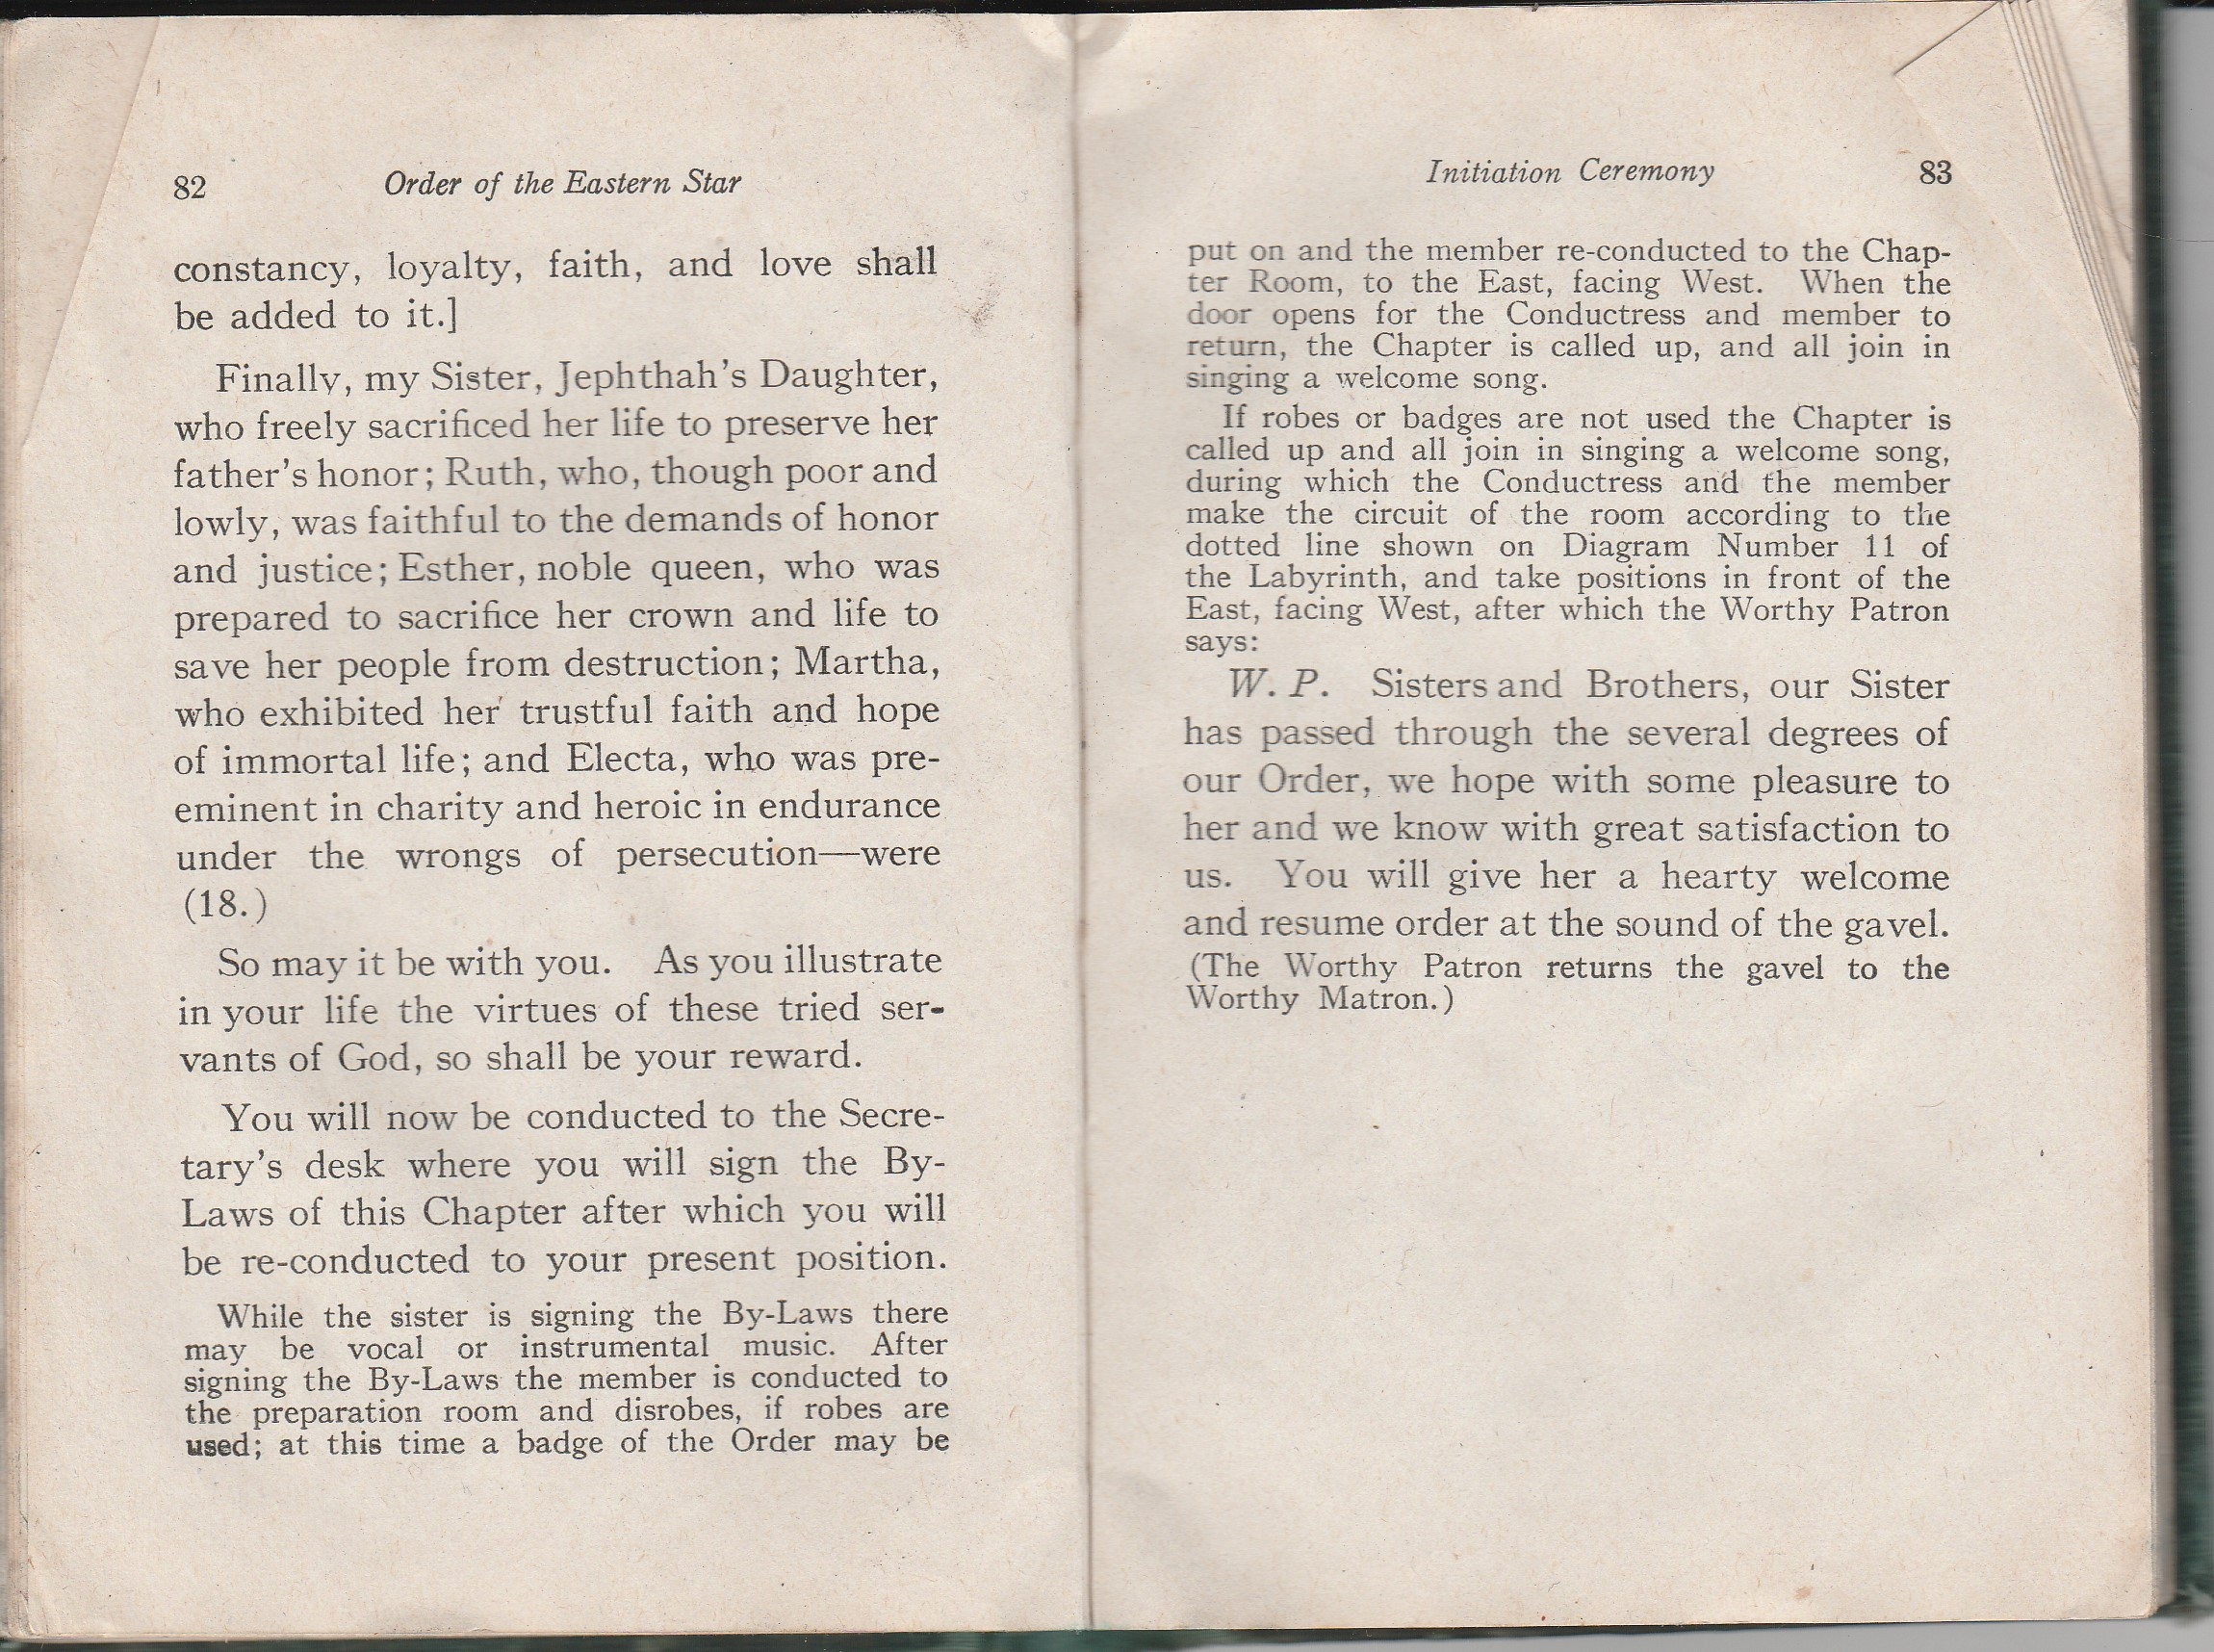 82 Order of the Eastern Star
constancy, loyalty, faith, and love shall
be added to it.]
Finally, my Sister, Jephthah's Daughter,
who freely sacrificed her life to preserve her
father's honor; Ruth, who, though poor and
lowly, was faithful to the demands of honor
and justice; Esther, noble queen, who was
prepared to sacrifice her crown and life to
save her people from destruction; Martha,
who exhibited her trustful faith and hope
of immortal life; and Electa, who was pre-
eminent in charity and heroic in endurance
under the wrongs of persecution—were
(18.)
So may it be with you. As you illustrate
in your life the virtues of these tried ser-
vants of God, so shall be your reward.
You will now be conducted to the Secre-
tary's desk where you will sign the By-
Laws of this Chapter after which you will
be re-conducted to your present position.
While the sister is signing the By-Laws there
may be vocal or instrumental music. After
signing the By-Laws the member is conducted to
the preparation room and disrobes, if robes are
used; at this time a badge of the Order may be
Initiation Ceremony 83
put on and the member re-conducted to the Chap-
ter Room, to the East, facing West. When the
door opens for the Conductress and member to
return, the Chapter is called up, and all join in
singing a welcome song.
If robes or badges are not used the Chapter is
called up and all join in singing a welcome song,
during which the Conductress and the member
make the circuit of the room according to the
dotted line shown on Diagram Number 11 of
the Labyrinth, and take positions in front of the
East, facing West, after which the Worthy Patron
says:
W. P. Sisters and Brothers, our Sister
has passed through the several degrees of
our Order, we hope with some pleasure to
her and we know with great satisfaction to
us. You will give her a hearty welcome
and resume order at the sound of the gavel.
(The Worthy Patron returns the gavel to the
Worthy Matron.)